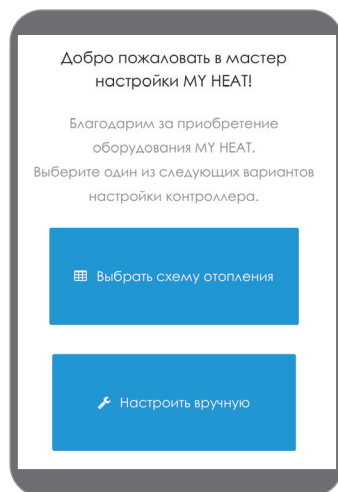 Добро пожаловать в мастер
настройки MY HEAT!
Благодарим за приобретение
оборудования MY HEAT.
Выберите один из следующих вариантов
настройки контроллера.
Выбрать схему отопления
Настроить вручную